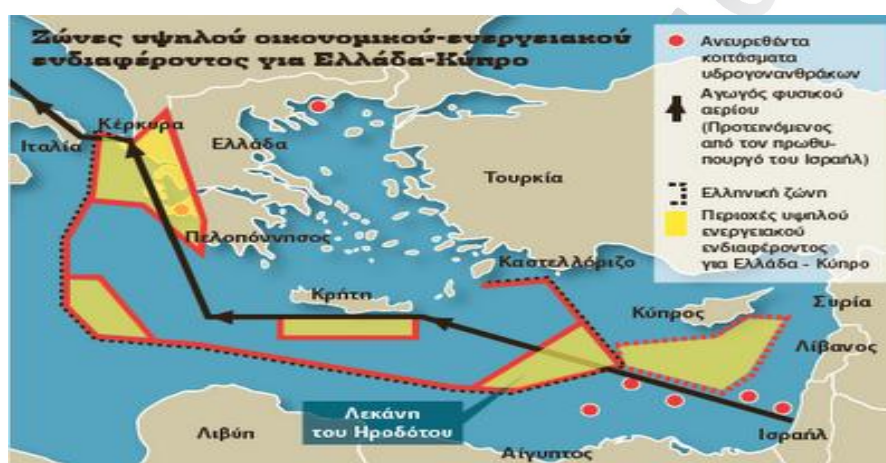 Ζώνες υψηλού οικονομικού-ενεργειακού
ενδιαφέροντος για Ελλάδα-Κύπρο
Ανευρεθέντα
κοιτάσματα
υδρογονανθράκων
Αγωγός φυσικού
αερίου
(Προτεινόμενος
από τον πρωθυ-
πουργό του Ισραήλ)
Ελληνική ζώνη
Περιοχές υψηλού
ενεργειακού
ενδιαφέροντος
για Ελλάδα - Κύπρο
Κέρκυρα
Ιταλία
Ελλάδα
Τουρκία
Πελοπόννησος
Καστελλόριζο
Κρήτη
Κύπρος
Συρία
Λίβανος
Λεκάνη
του Ηροδότου
Λιβύη
Αίγυπτος
Ισραήλ